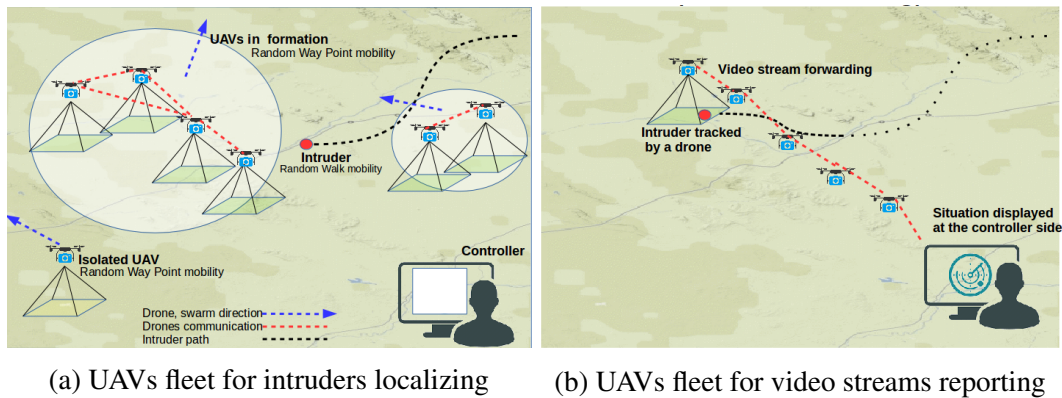 UAVs in formation
Random Way Point mobility
Intruder
Random Walk mobility
Isolated UAV
Random Way Point mobility
Controller
Drone, swarm direction
Drones communication
Intruder path
(a) UAVs fleet for intruders localizing
Video stream forwarding
Intruder tracked
by a drone
Situation displayed
at the controller side
(b) UAVs fleet for video streams reporting